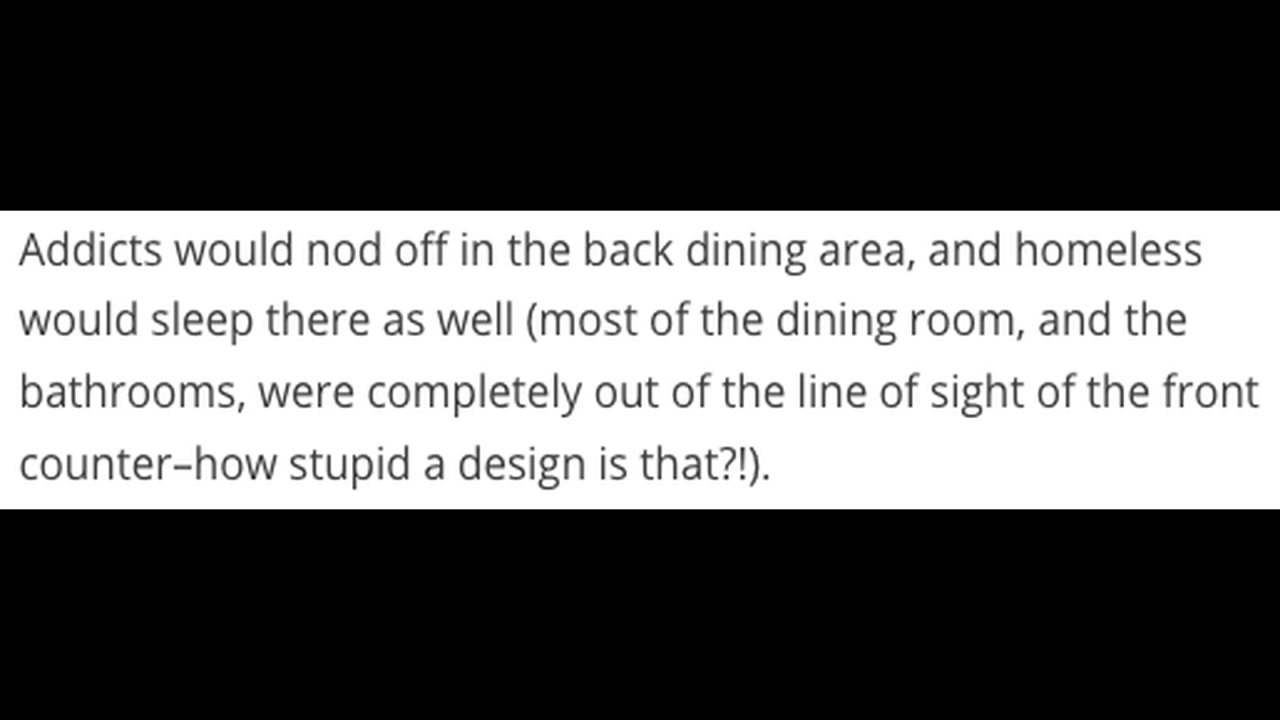 Addicts would nod off in the back dining area, and homeless
would sleep there as well (most of the dining room, and the
bathrooms, were completely out of the line of sight of the front
counter–how stupid a design is that?!).